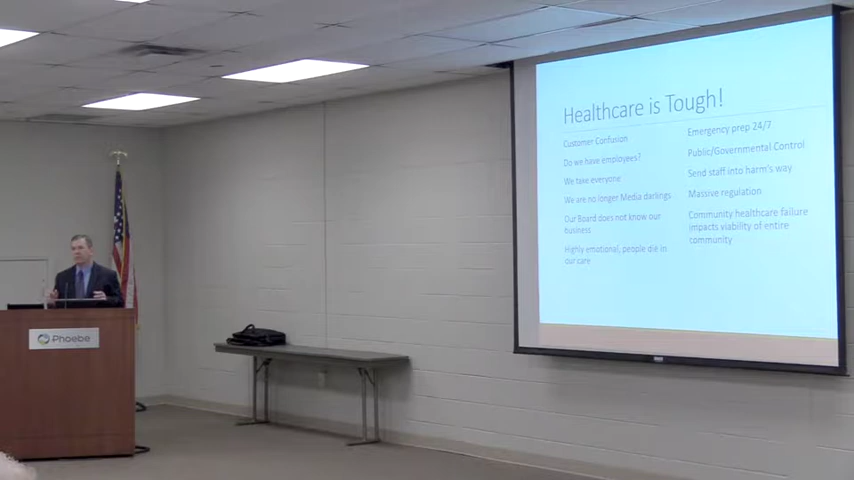 Healthcare is Tough!
Customer Confusion
Do we have employees?
We take everyone
We are no longer Media darlings
Our Board does not know our
business
Highly emotional, people die in
our care
Emergency prep 24/7
Public/Governmental Control
Send staff into harm's way
Massive regulation
Community healthcare failure
impacts viability of entire
community
Phoebe